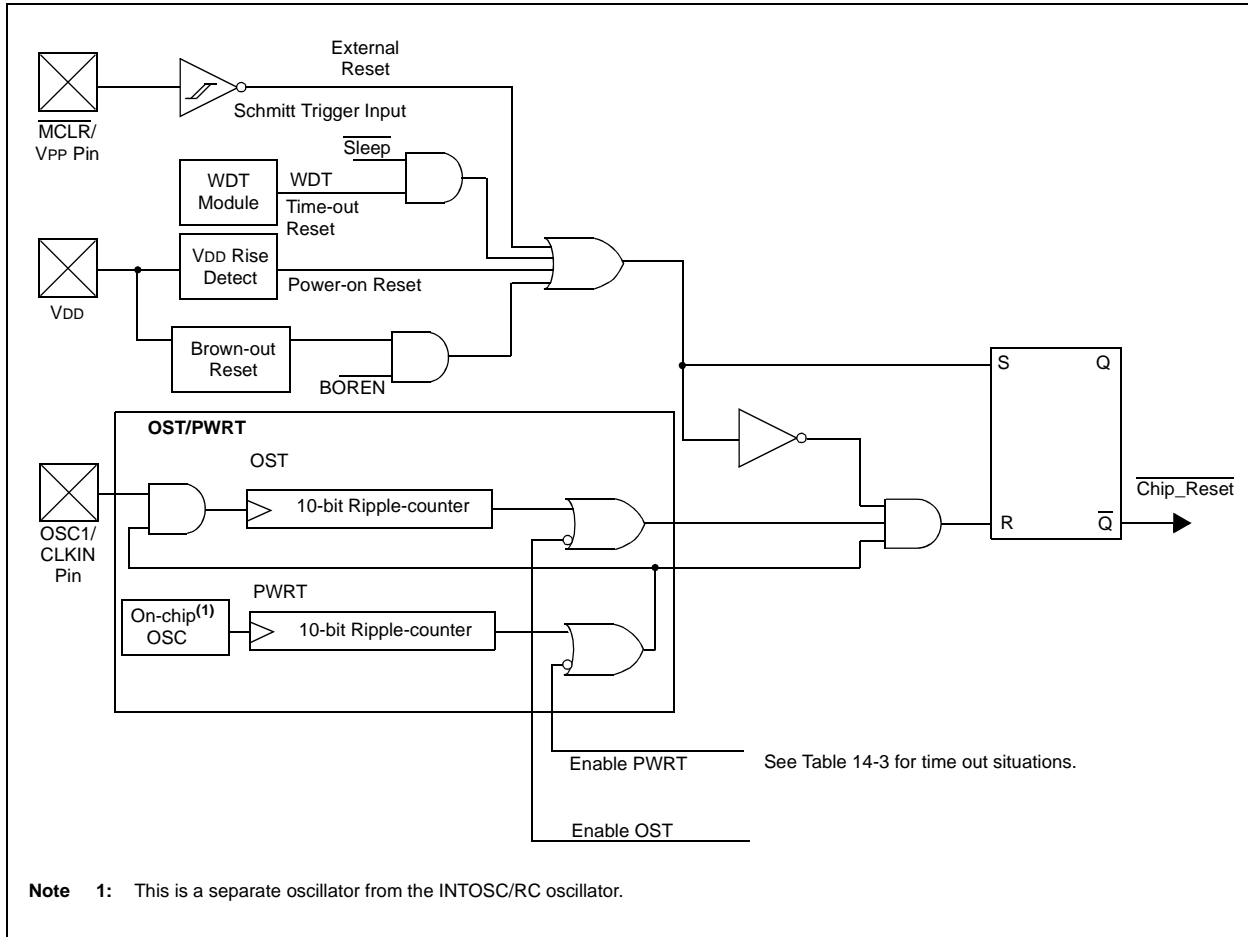 External
Reset
Schmitt Trigger Input
MCLR/
VPP Pin
Sleep
WDT
Module
WDT
Time-out
Reset
VDD Rise
Detect
Power-on Reset
VDD
Brown-out
Reset
BOREN
S
Q
OST/PWRT
OST
10-bit Ripple-counter
OSC1/
CLKIN
Pin
Chip_Reset
R
Q
PWRT
On-chip(1)
OSC
10-bit Ripple-counter
Enable PWRT
See Table 14-3 for time out situations.
Enable OST
Note 1: This is a separate oscillator from the INTOSC/RC oscillator.